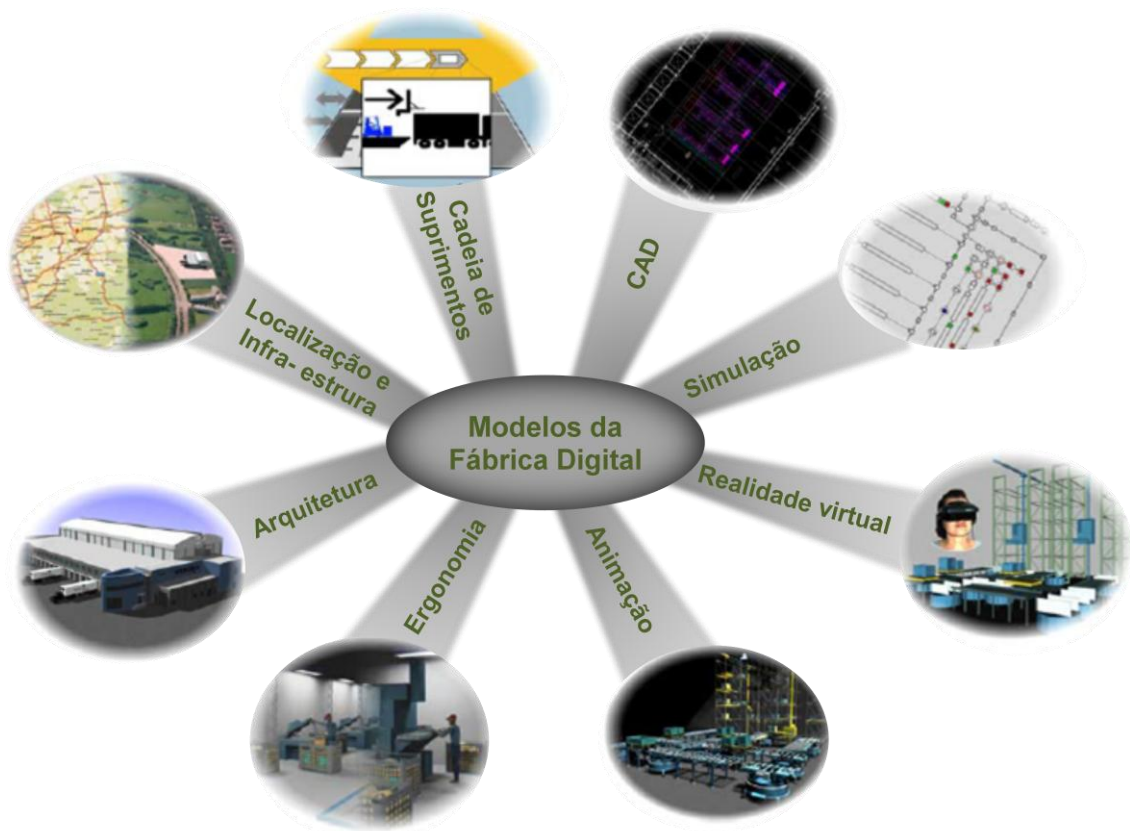 Cadeia de
Suprimentos
CAD
Localização e
Infra- estrura
Simulação
Modelos da
Fábrica Digital
Arquitetura
Realidade virtual
Ergonomia
Animação